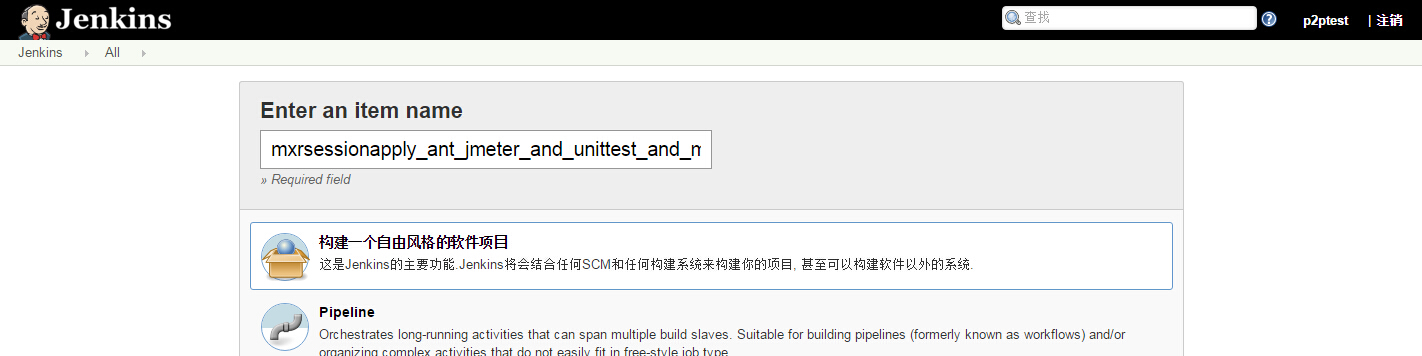 Jenkins
查找
p2ptest | 注销
Jenkins All
Enter an item name
mxrsessionapply_ant_jmeter_and_unittest_and_m
» Required field
构建一个自由风格的软件项目
这是Jenkins的主要功能.Jenkins将会结合任何SCM和任何构建系统来构建你的项目, 甚至可以构建软件以外的系统.
Pipeline
Orchestrates long-running activities that can span multiple build slaves. Suitable for building pipelines (formerly known as workflows) and/or
organizing complex activities that do not easily fit in free-style job type.